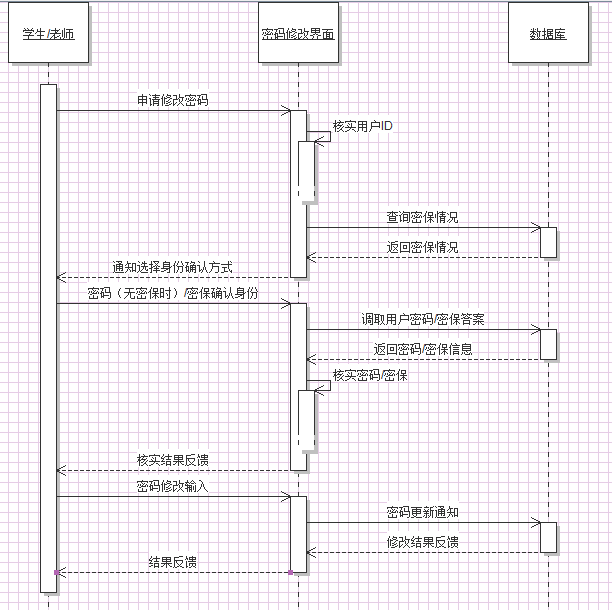 学生/老师
密码修改界面
数据库
申请修改密码
核实用户ID
查询密保情况
返回密保情况
通知选择身份确认方式
密码（无密保时）/密保确认身份
调取用户密码/密保答案
返回密码/密保信息
核实密码/密保
核实结果反馈
密码修改输入
密码更新通知
修改结果反馈
结果反馈